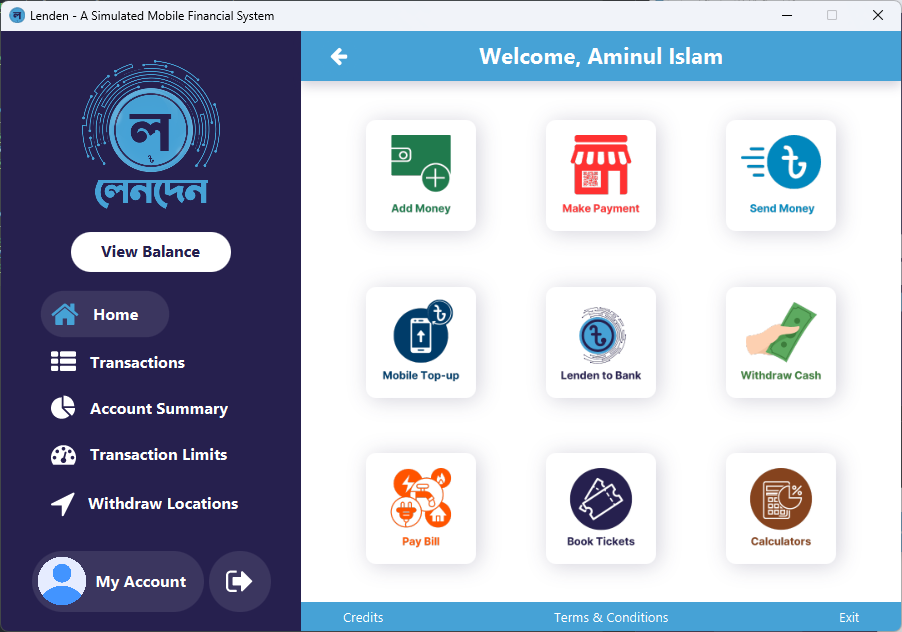 Lenden - A Simulated Mobile Financial System
ল
৳
লেনদেন
View Balance
Home
Transactions
Account Summary
Transaction Limits
Withdraw Locations
My Account
Welcome, Aminul Islam
Add Money
Make Payment
৳
Send Money
৳
Mobile Top-up
৳
Lenden to Bank
Withdraw Cash
Pay Bill
Book Tickets
%
Calculators
Credits
Terms & Conditions
Exit